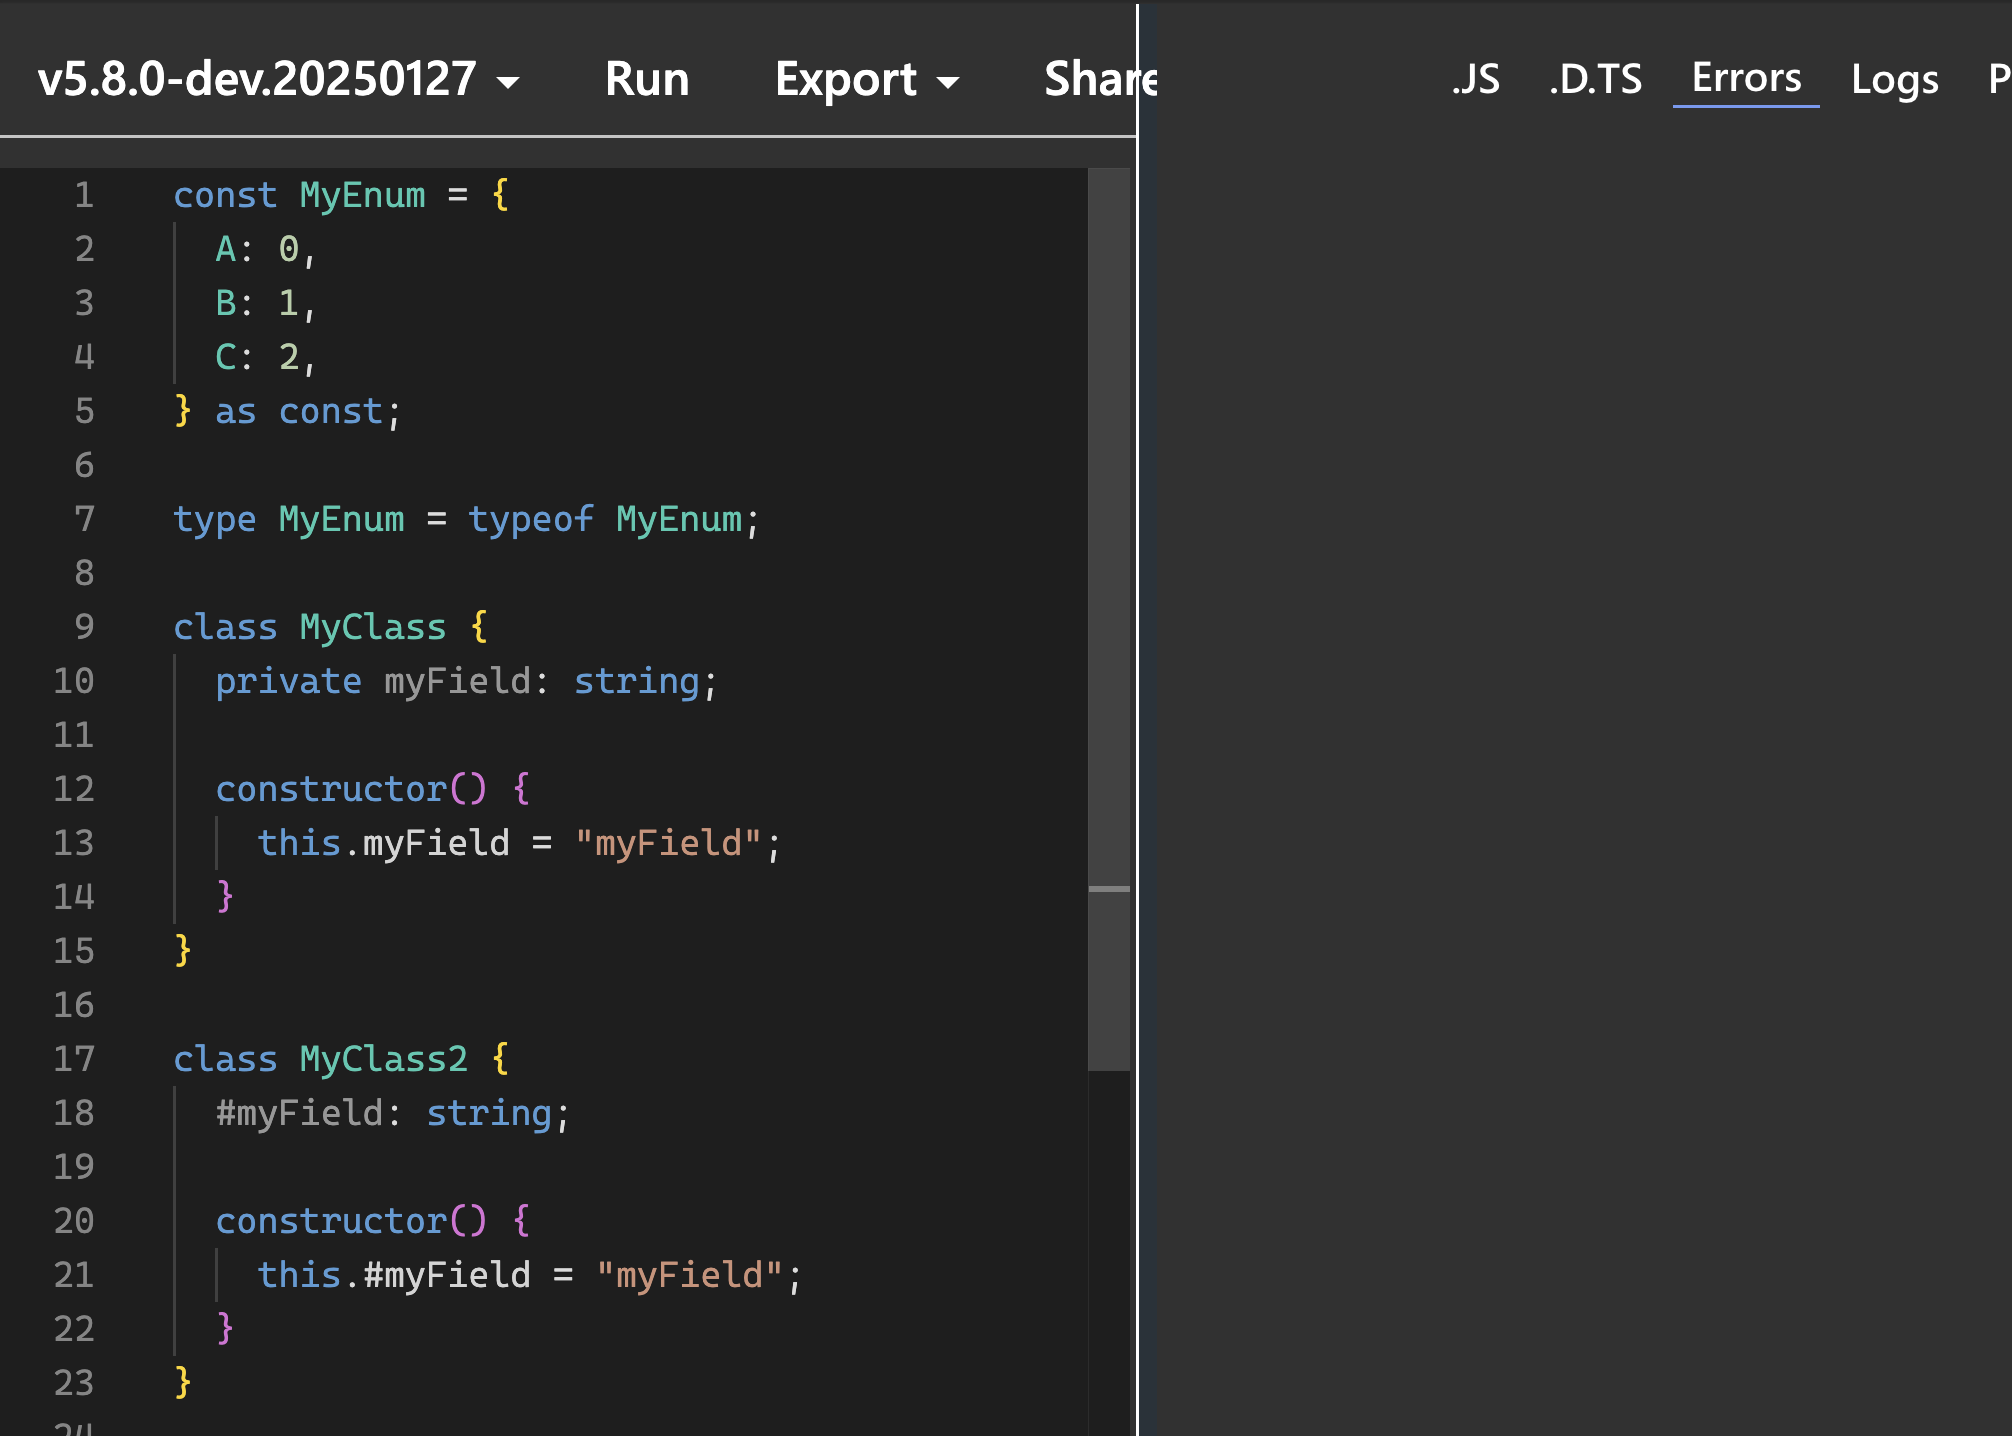 v5.8.0-dev.20250127 Run Export Share
.JS .D.TS Errors Logs P
1 const MyEnum = {
2 A: 0,
3 B: 1,
4 C: 2,
5 } as const;
6
7 type MyEnum = typeof MyEnum;
8
9 class MyClass {
10 private myField: string;
11
12 constructor() {
13 this.myField = "myField";
14 }
15 }
16
17 class MyClass2 {
18 #myField: string;
19
20 constructor() {
21 this.#myField = "myField";
22 }
23 }
24